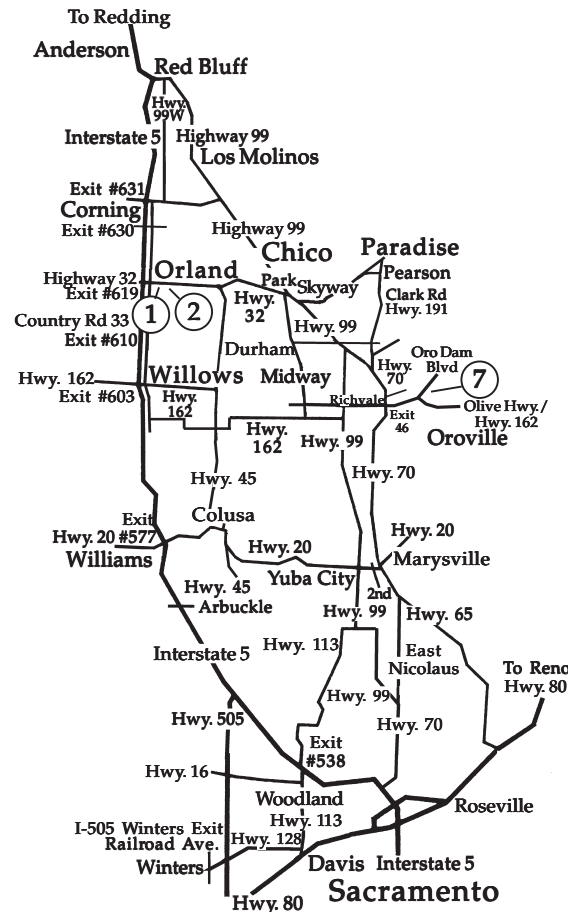 To Redding
Anderson
Red Bluff
Hwy.
99W
Interstate 5
Highway 99
Los Molinos
Exit #631
Corning
Exit #630
Highway 99
Chico
Paradise
Highway 32
Orland
Park
Skyway
Pearson
Exit #619
Hwy.
32
Clark Rd
Hwy. 191
1
2
Country Rd 33
Hwy. 99
Exit #610
Durham
Oro Dam
Blvd
Hwy.
70
7
Hwy. 162
Willows
Midway
Exit #603
Hwy.
162
Richvale
Exit
46
Olive Hwy./
Hwy. 162
Oroville
Hwy.
162
Hwy. 99
Hwy. 45
Hwy. 70
Exit
#577
Colusa
Hwy. 20
Williams
Hwy. 20
Hwy. 20
Marysville
Yuba City
Hwy. 45
2nd
Arbuckle
Hwy. 99
Hwy. 65
Interstate 5
Hwy. 113
East
Nicolaus
To Reno
Hwy. 80
Hwy. 99
Hwy. 505
Hwy. 70
Exit
#538
Hwy. 16
Woodland
Roseville
Hwy. 113
I-505 Winters Exit
Railroad Ave.
Hwy. 128
Winters
Davis
Interstate 5
Sacramento
Hwy. 80